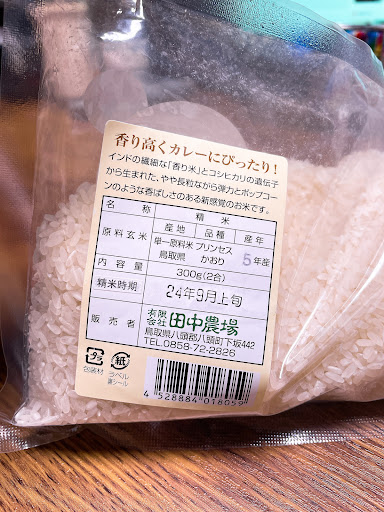 香り高くカレーにぴったり！
インドの繊細な「香り米」とコシヒカリの遺伝子
から生まれた、やや長粒ながら弾力とポップコー
ンのような香ばしさのある新感覚のお米です。
名称 精米
原料玄米 産地 品種 産年
単一原料米 プリンセス
鳥取県 かおり 5年産
内容量 300g(2合)
精米時期 24年9月上旬
販売者 有限会社 田中農場
鳥取県八頭郡八頭町下坂442
TEL.0858-72-2826
プラ 紙
包装材 ラベル
裏シール
4 528884 018059